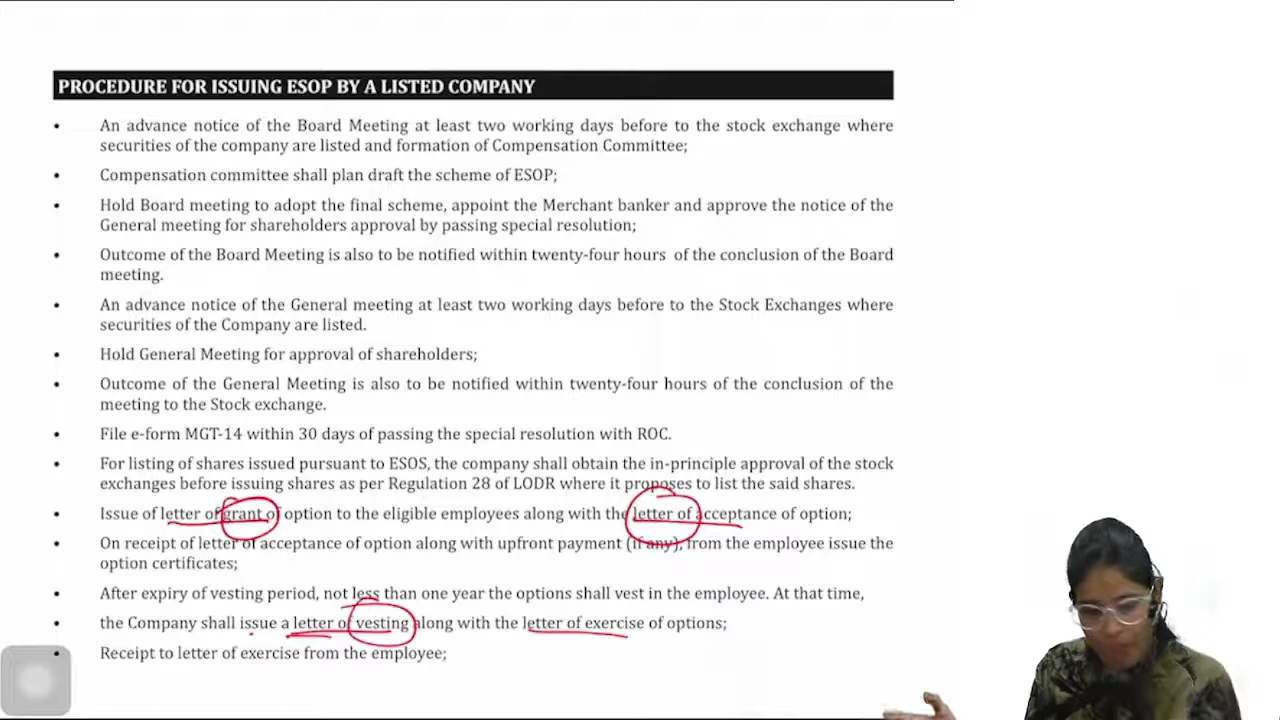 PROCEDURE FOR ISSUING ESOP BY A LISTED COMPANY
• An advance notice of the Board Meeting at least two working days before to the stock exchange where
securities of the company are listed and formation of Compensation Committee;
• Compensation committee shall plan draft the scheme of ESOP;
• Hold Board meeting to adopt the final scheme, appoint the Merchant banker and approve the notice of the
General meeting for shareholders approval by passing special resolution;
• Outcome of the Board Meeting is also to be notified within twenty-four hours of the conclusion of the Board
meeting.
• An advance notice of the General meeting at least two working days before to the Stock Exchanges where
securities of the Company are listed.
• Hold General Meeting for approval of shareholders;
• Outcome of the General Meeting is also to be notified within twenty-four hours of the conclusion of the
meeting to the Stock exchange.
• File e-form MGT-14 within 30 days of passing the special resolution with ROC.
• For listing of shares issued pursuant to ESOS, the company shall obtain the in-principle approval of the stock
exchanges before issuing shares as per Regulation 28 of LODR where it proposes to list the said shares.
• Issue of letter of grant of option to the eligible employees along with the letter of acceptance of option;
• On receipt of letter of acceptance of option along with upfront payment (if any), from the employee issue the
option certificates;
• After expiry of vesting period, not less than one year the options shall vest in the employee. At that time,
the Company shall issue a letter of vesting along with the letter of exercise of options;
• Receipt to letter of exercise from the employee;